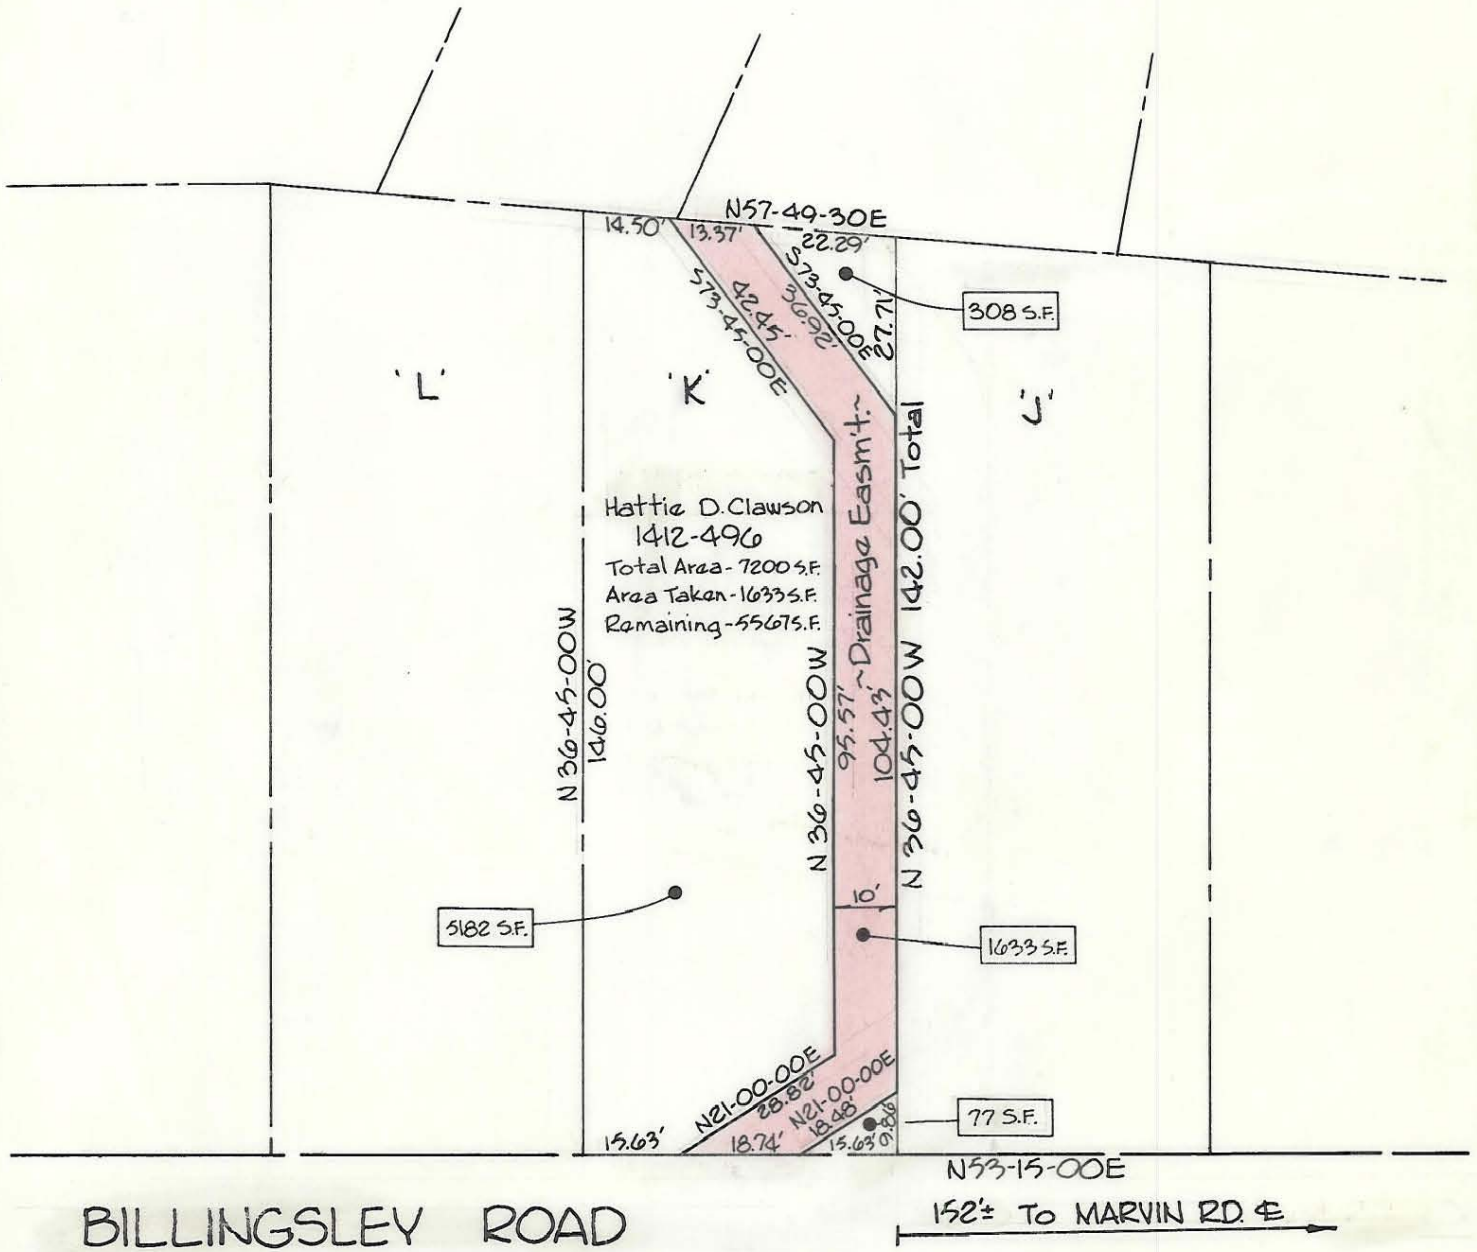 N57-49-30E
14.50'
13.37'
22.29'
S73-45-00E
42.45'
S73-45-00E
36.92'
27.71'
308 S.F.
'L'
'K'
'J'
Hattie D. Clawson
1412-496
Total Area-7200 S.F.
Area Taken-1633 S.F.
Remaining-5567 S.F.
N 36-45-00W
146.00'
N 36-45-00W
95.57'
~Drainage Easm't.~
104.43'
N 36-45-00W 142.00' Total
10'
5182 S.F.
1633 S.F.
N21-00-00E
28.82'
N21-00-00E
18.48'
9.86'
77 S.F.
15.63'
18.74'
15.63'
N53-15-00E
BILLINGSLEY ROAD
152'± TO MARVIN RD. ℄